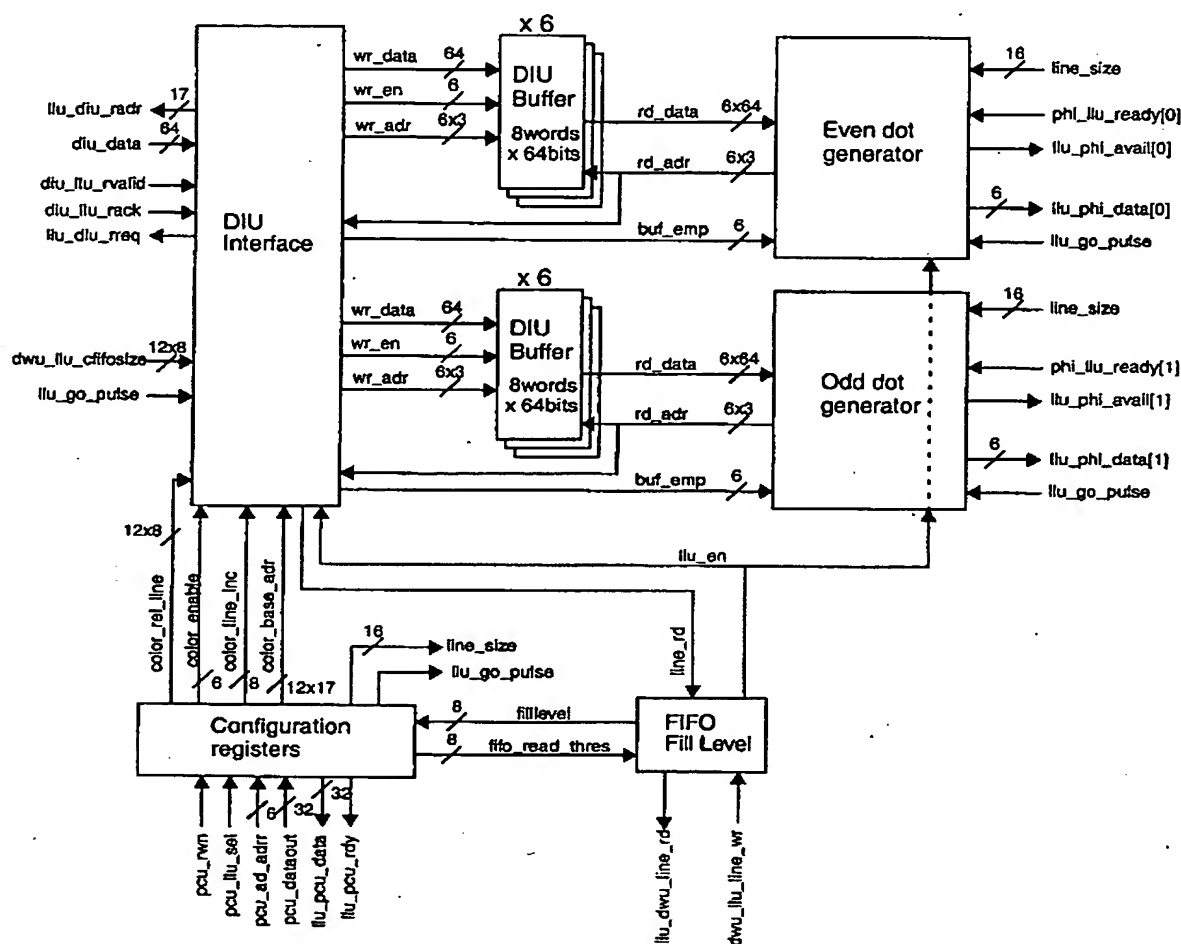 x 6
wr_data
64
wr_en
6
wr_adr
6x3
DIU
Buffer
8words
x 64bits
rd_data
6x64
rd_adr
6x3
buf_emp
6
Even dot
generator
16
line_size
phi_llu_ready[0]
llu_phi_avail[0]
6
llu_phi_data[0]
llu_go_pulse
17
llu_diu_radr
64
diu_data
diu_llu_rvalid
diu_llu_rack
llu_diu_rreq
DIU
Interface
12x8
dwu_llu_cfifosize
llu_go_pulse
x 6
wr_data
64
wr_en
6
wr_adr
6x3
DIU
Buffer
8words
x 64bits
rd_data
6x64
rd_adr
6x3
buf_emp
6
Odd dot
generator
16
line_size
phi_llu_ready[1]
llu_phi_avail[1]
6
llu_phi_data[1]
llu_go_pulse
12x8
color_rel_line
color_enable
6
color_line_inc
8
color_base_adr
12x17
llu_en
line_rd
16
line_size
llu_go_pulse
Configuration
registers
8
filllevel
8
fifo_read_thres
FIFO
Fill Level
pcu_rwn
pcu_llu_sel
pcu_ad_adrr
6
pcu_dataout
32
llu_pcu_data
32
llu_pcu_rdy
llu_dwu_line_rd
dwu_llu_line_wr